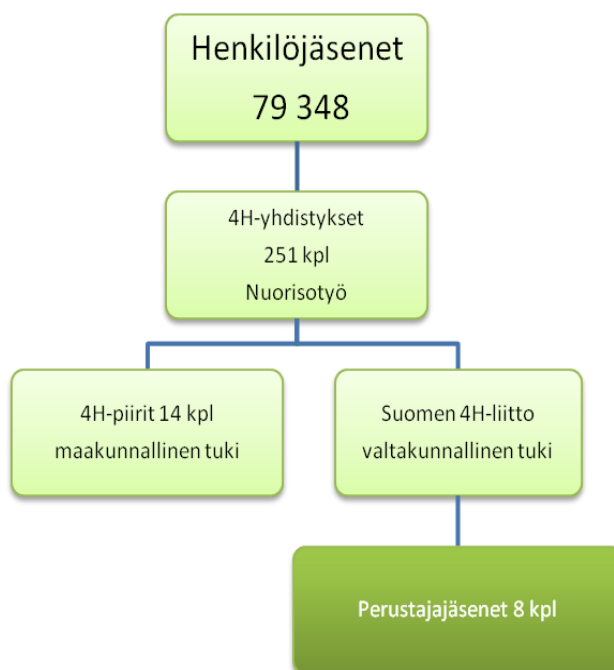 Henkilöjäsenet
79 348
4H-yhdistykset
251 kpl
Nuorisotyö
4H-piirit 14 kpl
maakunnallinen tuki
Suomen 4H-liitto
valtakunnallinen tuki
Perustajajäsenet 8 kpl